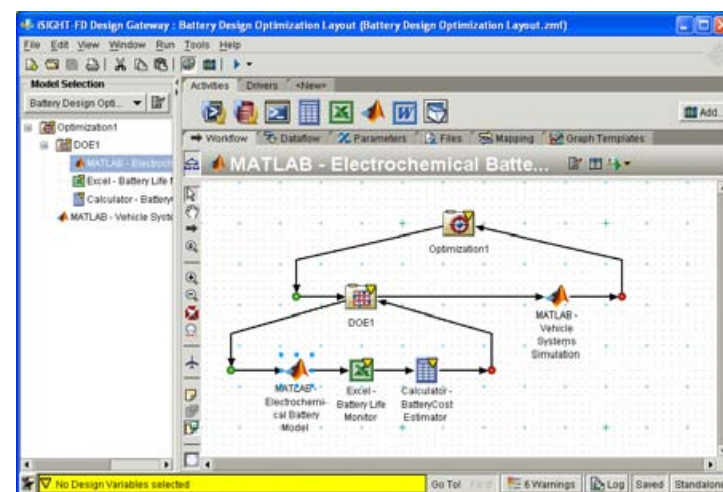 iSIGHT-FD Design Gateway : Battery Design Optimization Layout (Battery Design Optimization Layout.zmf)
File Edit View Window Run Tools Help
Model Selection
Activities Drivers <New>
Battery Design Opti...
Add...
Optimization1
DOE1
MATLAB - Electroch
Excel - Battery Life M
Calculator - Battery
MATLAB - Vehicle Syste
Workflow Dataflow Parameters Files Mapping Graph Templates
MATLAB - Electrochemical Batte...
Optimization1
DOE1
MATLAB -
Vehicle
Systems
Simulation
MATLAB -
Electrochemi-
cal Battery
Model
Excel -
Battery Life
Monitor
Calculator -
BatteryCost
Estimator
No Design Variables selected
Go To!
6 Warnings
Log
Saved
Standalone